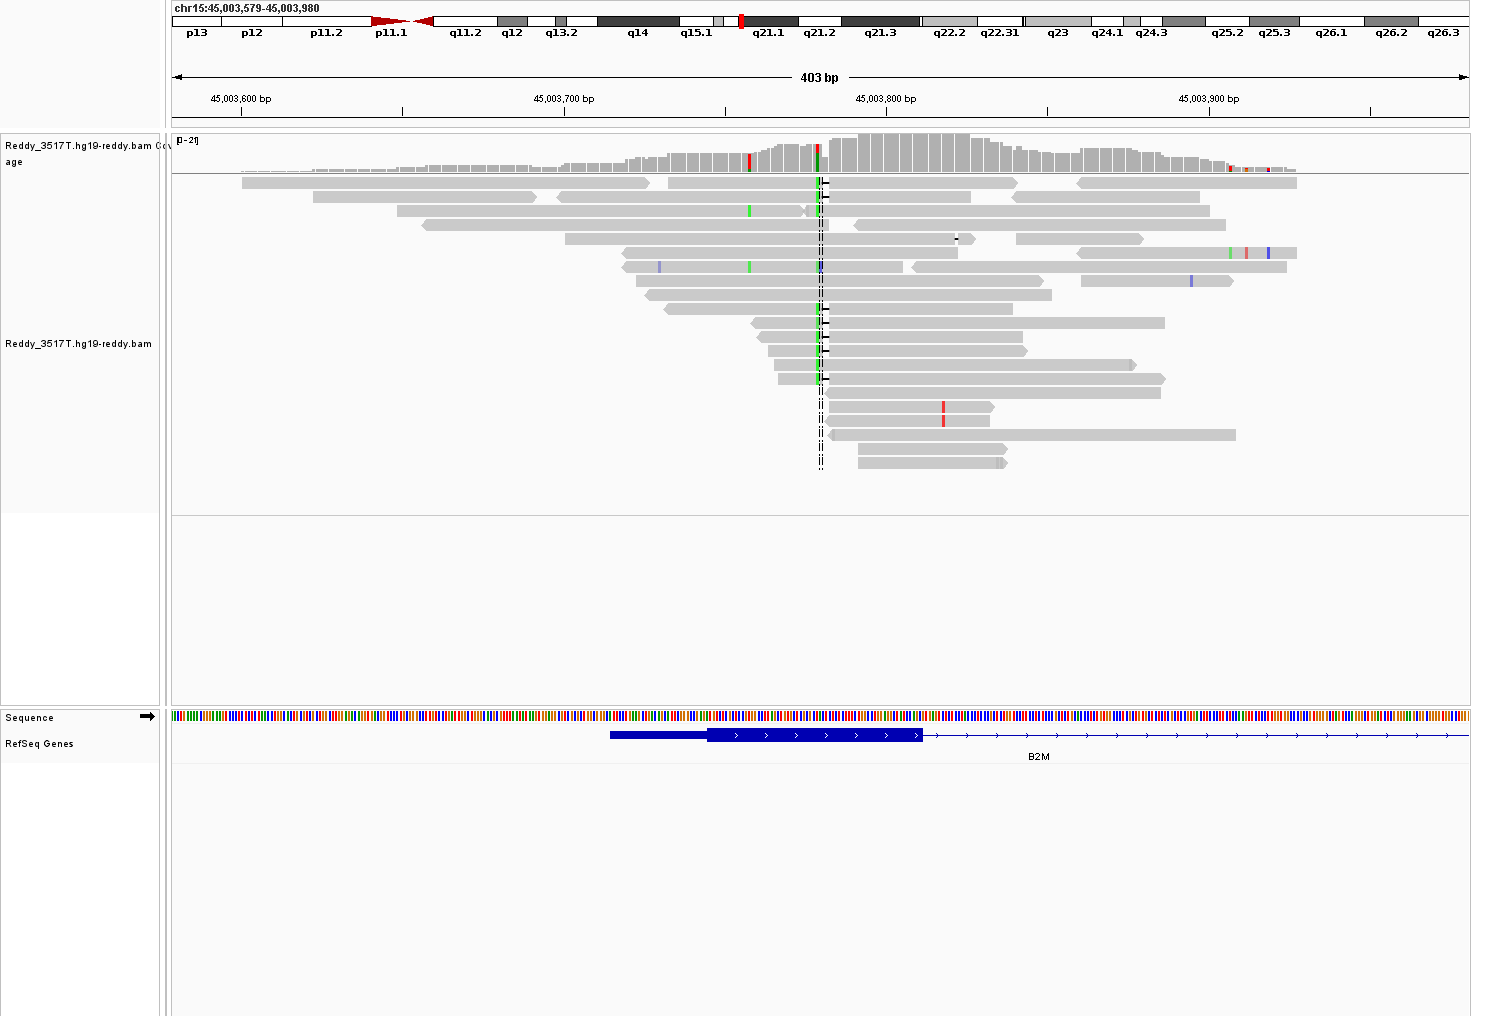 chr15:45,003,579-45,003,980
p13 p12 p11.2 p11.1 q11.2 q12 q13.2 q14 q15.1 q21.1 q21.2 q21.3 q22.2 q22.31 q23 q24.1 q24.3 q25.2 q25.3 q26.1 q26.2 q26.3
403 bp
45,003,600 bp 45,003,700 bp 45,003,800 bp 45,003,900 bp
[0-21]
Reddy_3517T.hg19-reddy.bam Cov
age
Reddy_3517T.hg19-reddy.bam
Sequence
RefSeq Genes
B2M